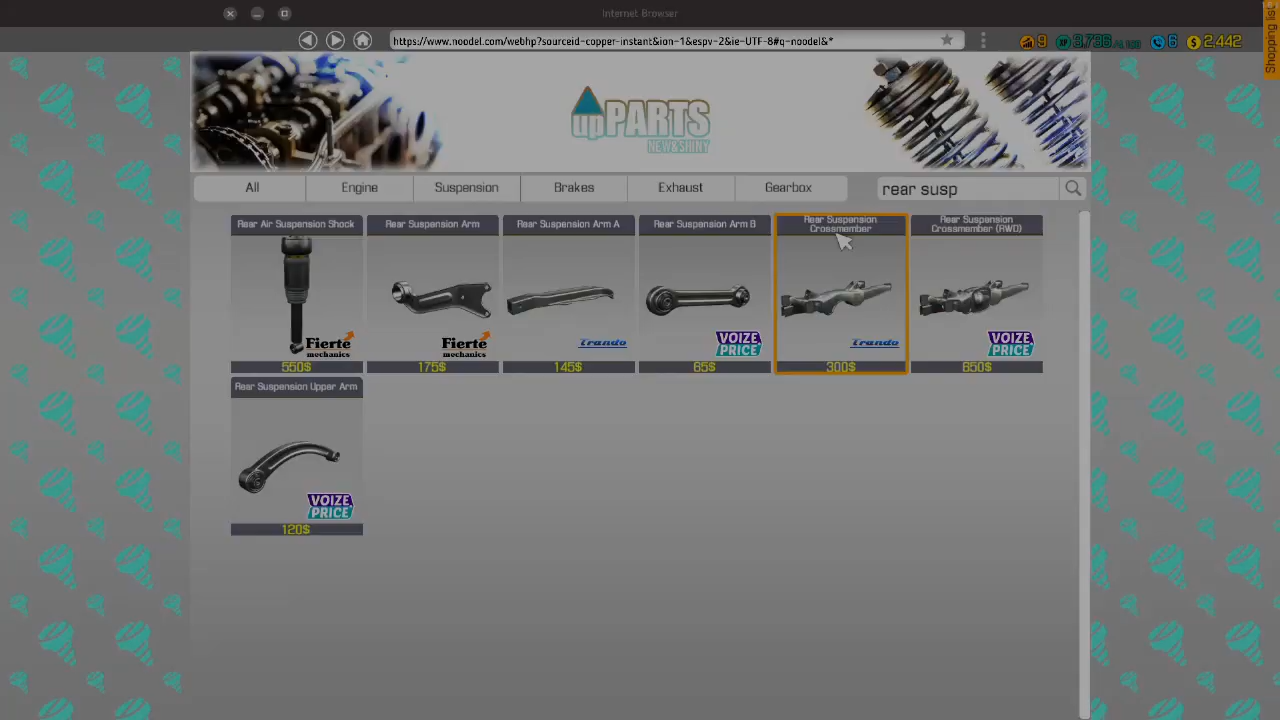 Internet Browser
https://www.noodel.com/webhp?sourceid-copper-instant&ion-1&espv-2&ie-UTF-8#q-noodel&*
9
6
2,442
Shopping list
upPARTS
NEW&SHINY
All
Engine
Suspension
Brakes
Exhaust
Gearbox
rear susp
Rear Air Suspension Shock
Rear Suspension Arm
Rear Suspension Arm A
Rear Suspension Arm B
Rear Suspension
Crossmember
Rear Suspension
Crossmember (RWD)
Fierte
mechanics
Fierte
mechanics
Trando
VOIZE
PRICE
Trando
VOIZE
PRICE
550$
175$
145$
65$
300$
650$
Rear Suspension Upper Arm
VOIZE
PRICE
120$